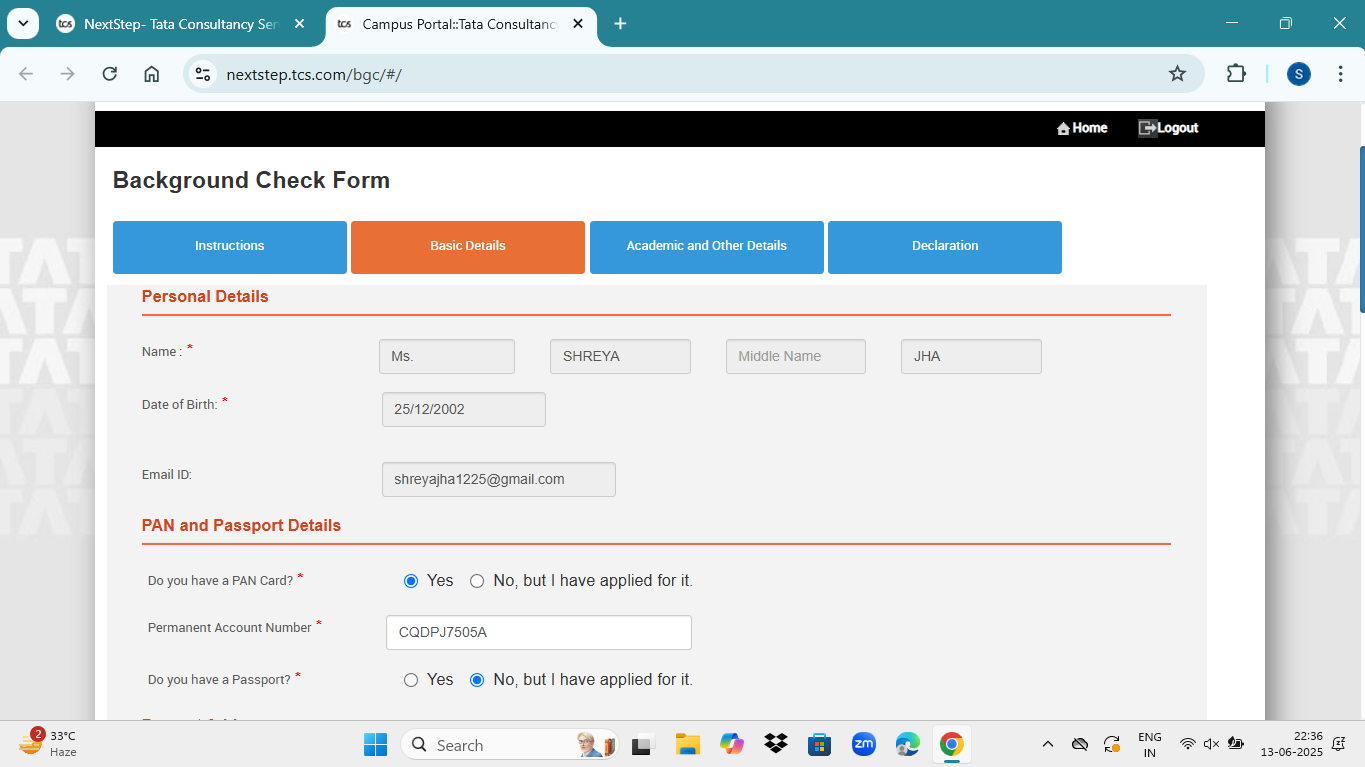 tcs NextStep- Tata Consultancy Ser
tcs Campus Portal::Tata Consultanc
nextstep.tcs.com/bgc/#/
S
Home Logout
Background Check Form
Instructions Basic Details Academic and Other Details Declaration
Personal Details
Name : * Ms. SHREYA Middle Name JHA
Date of Birth: * 25/12/2002
Email ID: shreyajha1225@gmail.com
PAN and Passport Details
Do you have a PAN Card? * Yes No, but I have applied for it.
Permanent Account Number * CQDPJ7505A
Do you have a Passport? * Yes No, but I have applied for it.
2 33°C
Haze
Search
zm
ENG
IN
22:36
13-06-2025